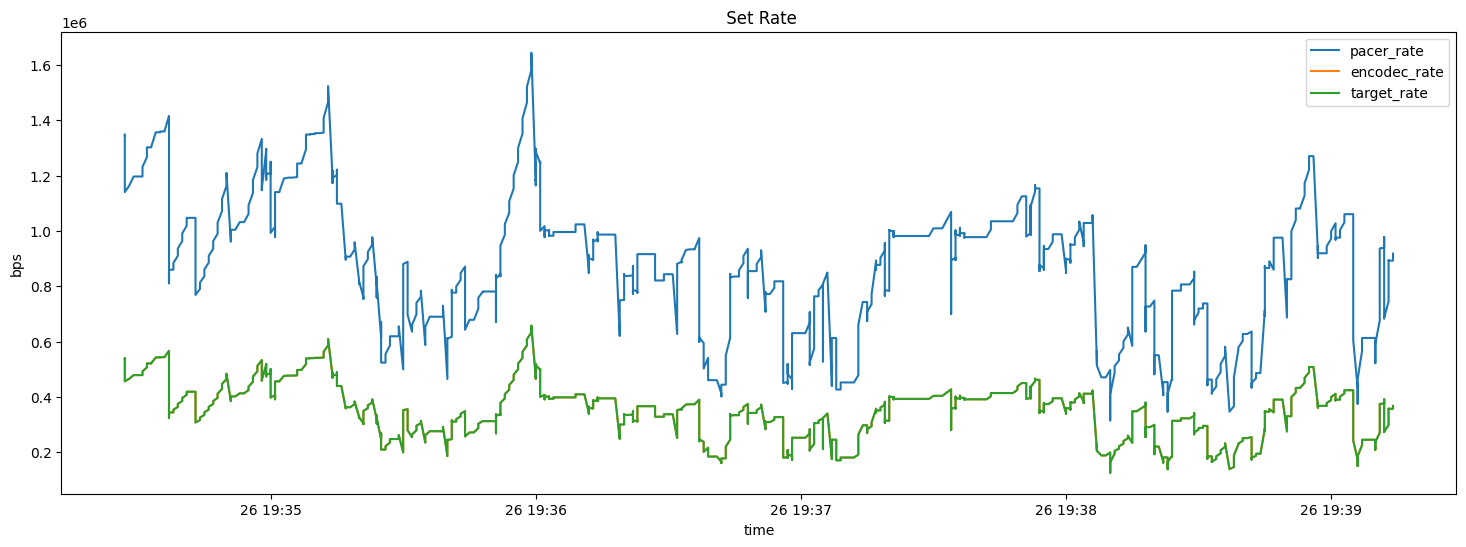 Set Rate
1e6
1.6
1.4
1.2
1.0
0.8
0.6
0.4
0.2
bps
pacer_rate
encodec_rate
target_rate
26 19:35
26 19:36
26 19:37
26 19:38
26 19:39
time